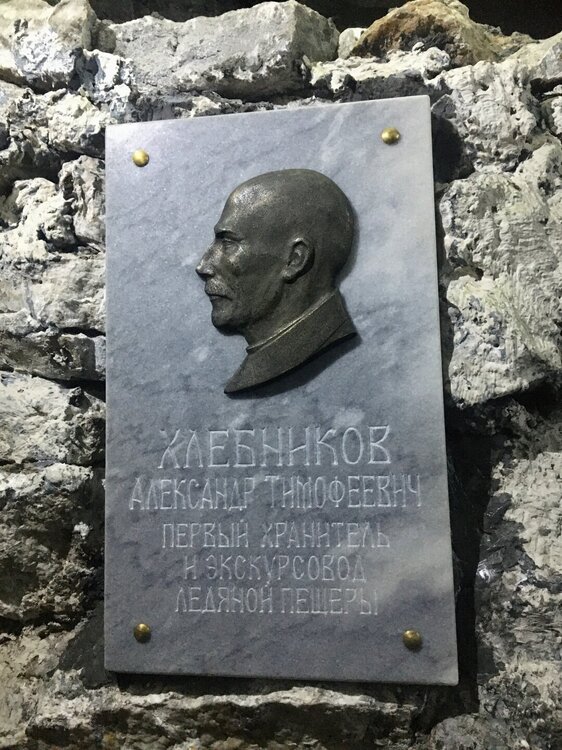 ХЛЕБНИКОВ
АЛЕКСАНДР ТИМОФЕЕВИЧ
ПЕРВЫЙ ХРАНИТЕЛЬ
И ЭКСКУРСОВОД
ЛЕДЯНОЙ ПЕЩЕРЫ